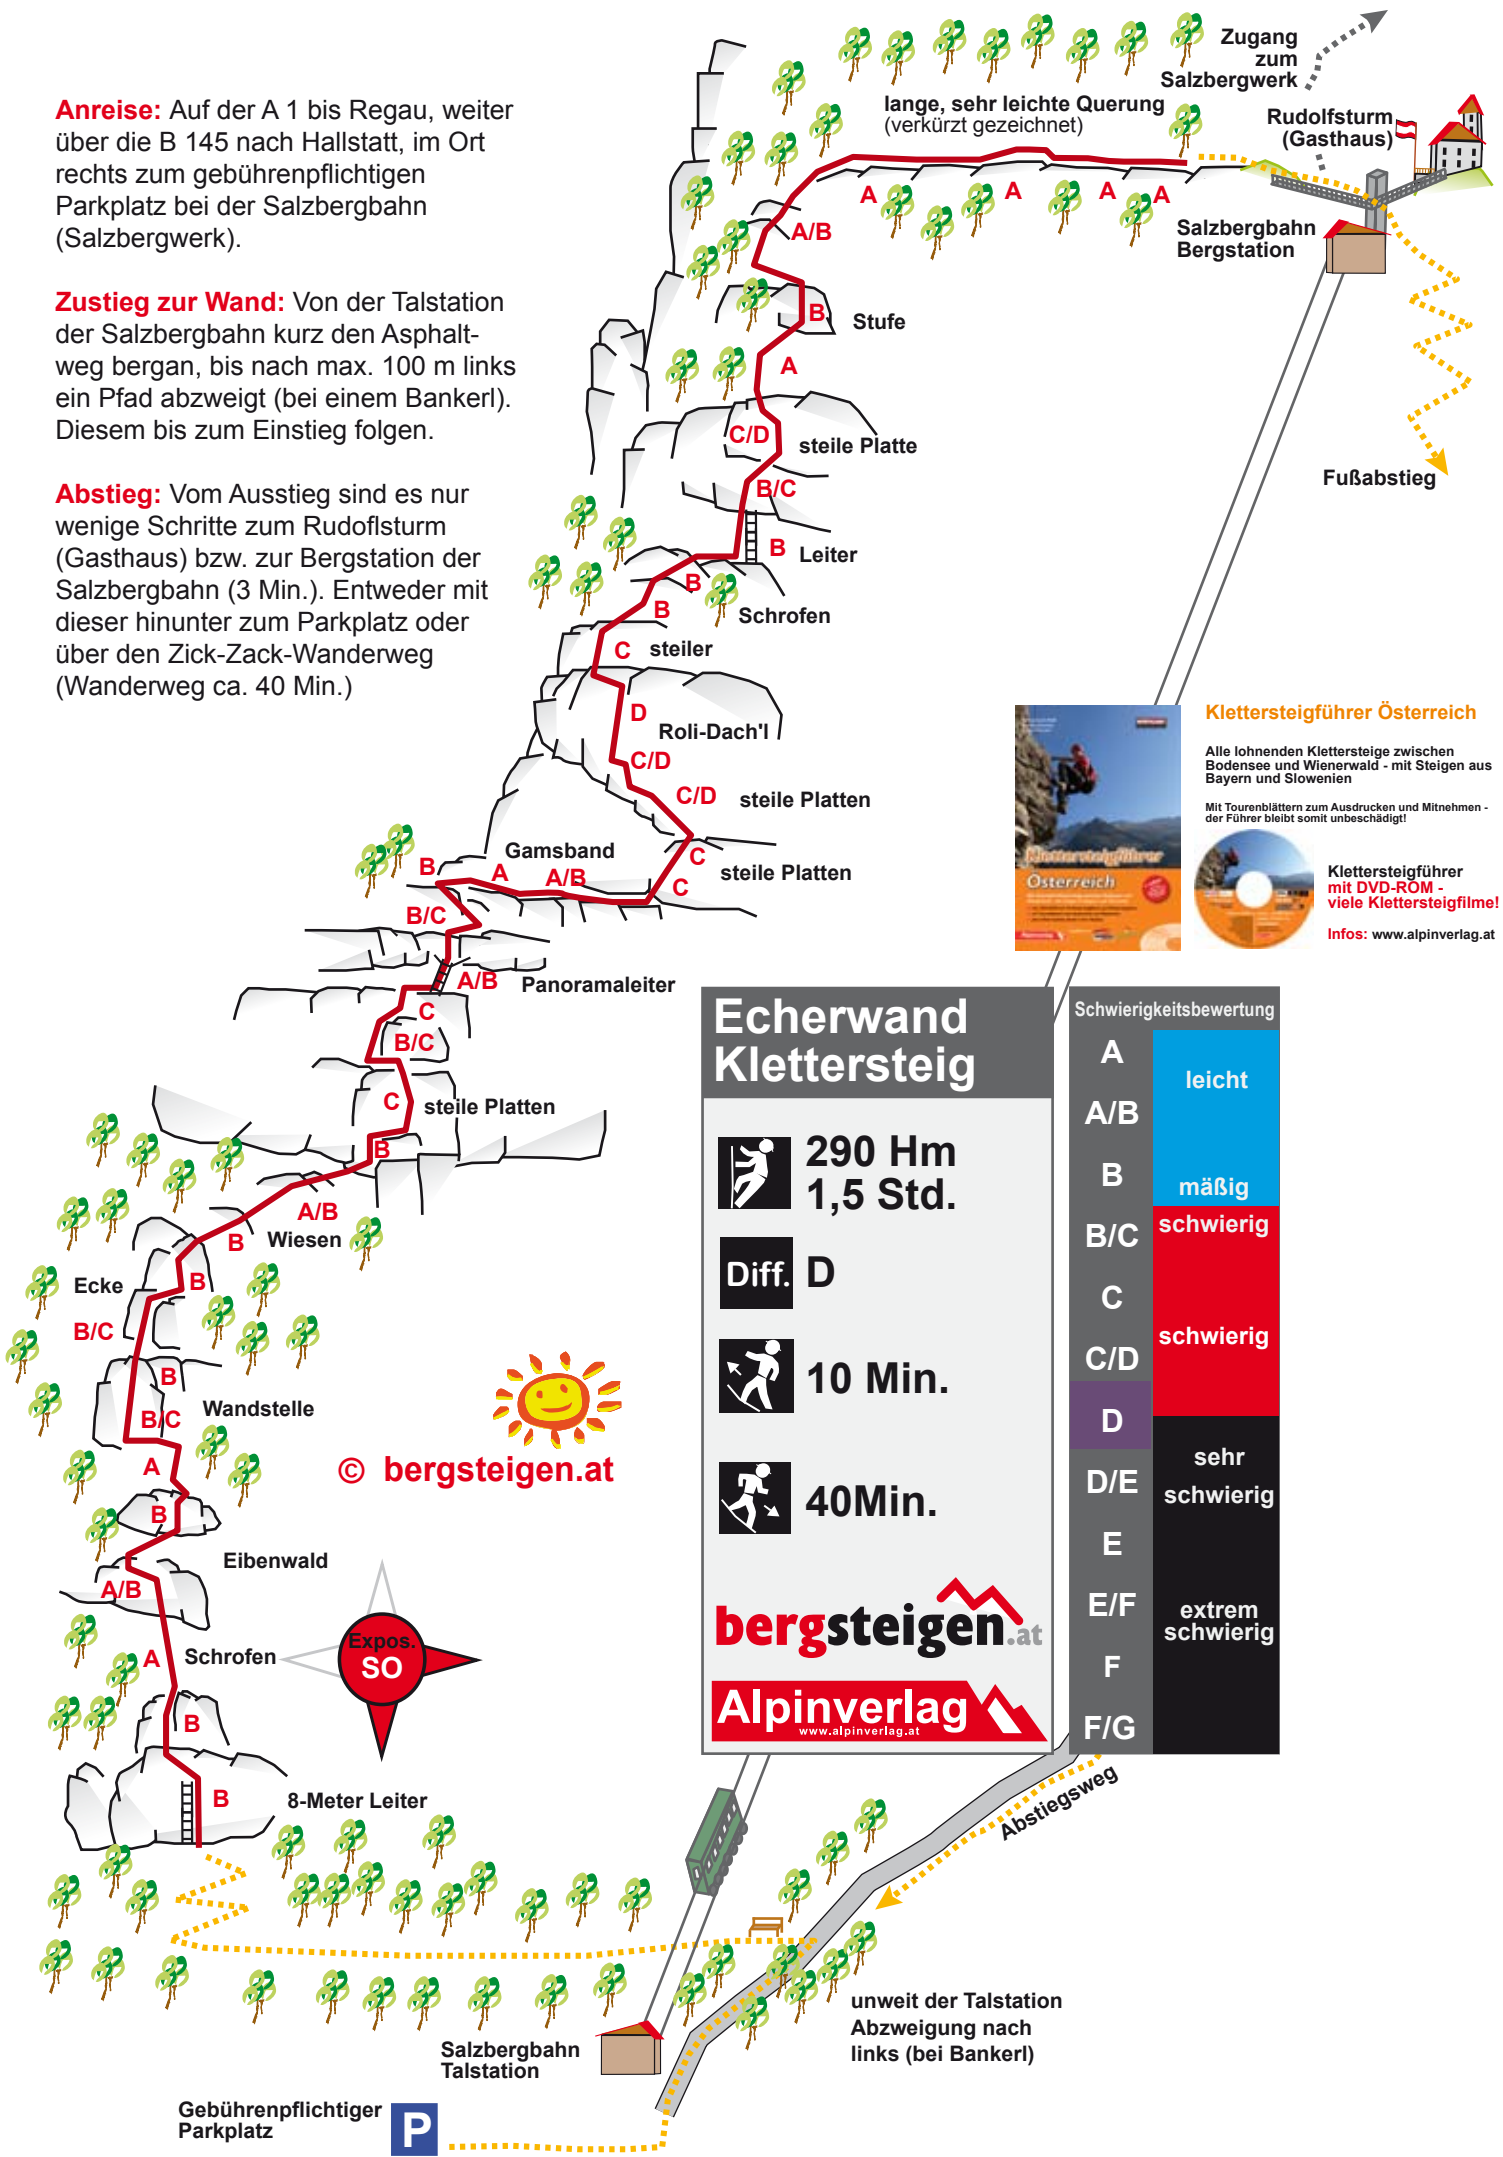 Anreise: Auf der A 1 bis Regau, weiter
über die B 145 nach Hallstatt, im Ort
rechts zum gebührenpflichtigen
Parkplatz bei der Salzbergbahn
(Salzbergwerk).
Zustieg zur Wand: Von der Talstation
der Salzbergbahn kurz den Asphalt-
weg bergan, bis nach max. 100 m links
ein Pfad abzweigt (bei einem Bankerl).
Diesem bis zum Einstieg folgen.
Abstieg: Vom Ausstieg sind es nur
wenige Schritte zum Rudoflsturm
(Gasthaus) bzw. zur Bergstation der
Salzbergbahn (3 Min.). Entweder mit
dieser hinunter zum Parkplatz oder
über den Zick-Zack-Wanderweg
(Wanderweg ca. 40 Min.)
Zugang
zum
Salzbergwerk
lange, sehr leichte Querung
(verkürzt gezeichnet)
Rudolfsturm
(Gasthaus)
A
A
A
A
Salzbergbahn
Bergstation
A/B
B
Stufe
A
C/D
steile Platte
Fußabstieg
B/C
B
Leiter
B
Schrofen
B
C
steiler
D
Roli-Dach'l
C/D
C/D
steile Platten
C
steile Platten
C
Gamsband
A/B
A
B
B/C
A/B
Panoramaleiter
C
B/C
C
steile Platten
B
A/B
B
Wiesen
B
Ecke
B/C
B
Wandstelle
B/C
A
B
Eibenwald
A/B
A
Schrofen
B
B
8-Meter Leiter
Klettersteigführer
Österreich
Klettersteigführer Österreich
Alle lohnenden Klettersteige zwischen
Bodensee und Wienerwald - mit Steigen aus
Bayern und Slowenien
Mit Tourenblättern zum Ausdrucken und Mitnehmen -
der Führer bleibt somit unbeschädigt!
Klettersteigführer
mit DVD-ROM -
viele Klettersteigfilme!
Infos: www.alpinverlag.at
Echerwand
Klettersteig
290 Hm
1,5 Std.
Diff. D
10 Min.
40Min.
bergsteigen.at
Alpinverlag
www.alpinverlag.at
Schwierigkeitsbewertung
A
leicht
A/B
B
mäßig
B/C
schwierig
C
schwierig
C/D
D
sehr
D/E
schwierig
E
E/F
extrem
schwierig
F
F/G
© bergsteigen.at
Expos.
SO
Abstiegsweg
unweit der Talstation
Abzweigung nach
links (bei Bankerl)
Salzbergbahn
Talstation
Gebührenpflichtiger
Parkplatz
P